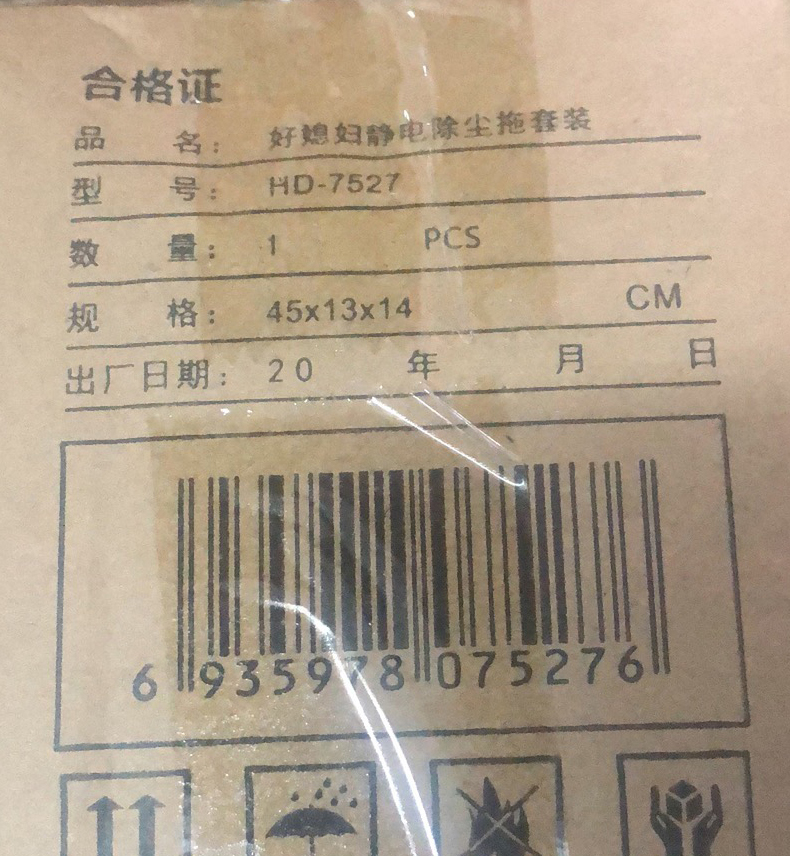 合格证
品 名： 好媳妇静电除尘拖套装
型 号： HD-7527
数 量： 1 PCS
规 格： 45x13x14 CM
出厂日期： 20 年 月 日
6 935978 075276